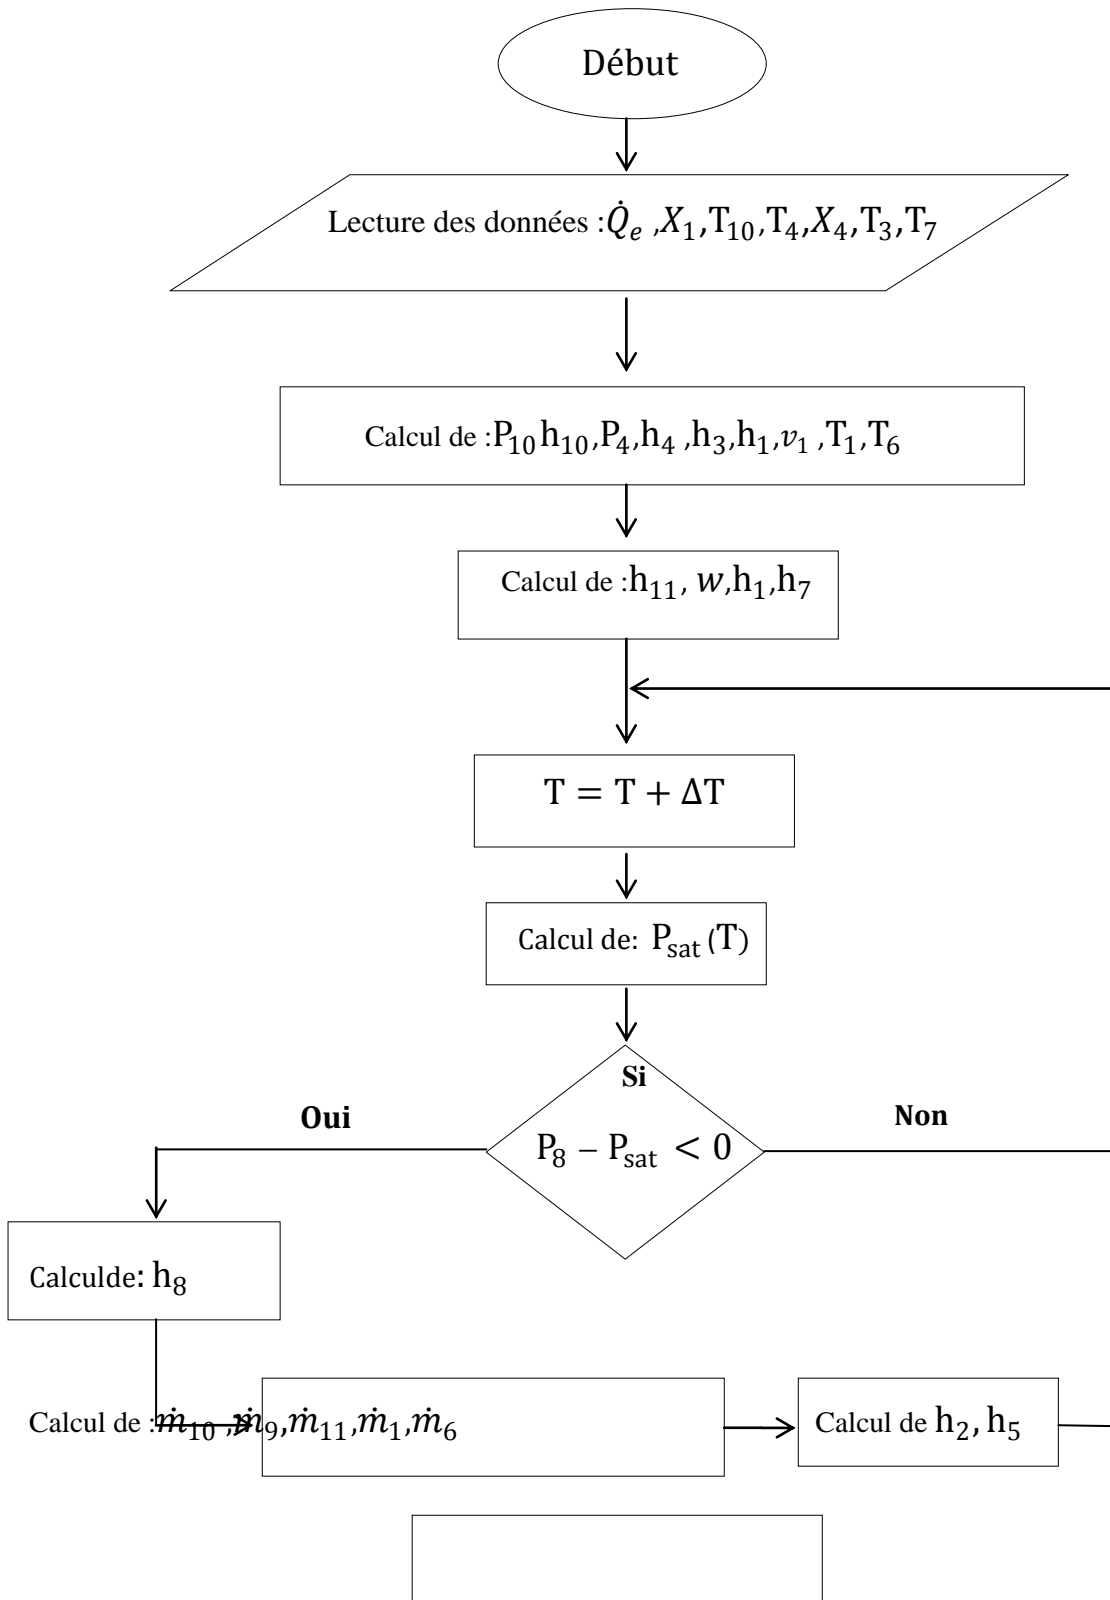 Début
Lecture des données :Q̇ₑ ,X₁,T₁₀,T₄,X₄,T₃,T₇
Calcul de :P₁₀h₁₀,P₄,h₄ ,h₃,h₁,v₁ ,T₁,T₆
Calcul de :h₁₁, w,h₁,h₇
T = T + ΔT
Calcul de: Pₛₐₜ(T)
Si
Oui
Non
P₈ – Pₛₐₜ < 0
Calculde: h₈
Calcul de :ṁ₁₀ ,ṁ₉,ṁ₁₁,ṁ₁,ṁ₆
Calcul de h₂, h₅